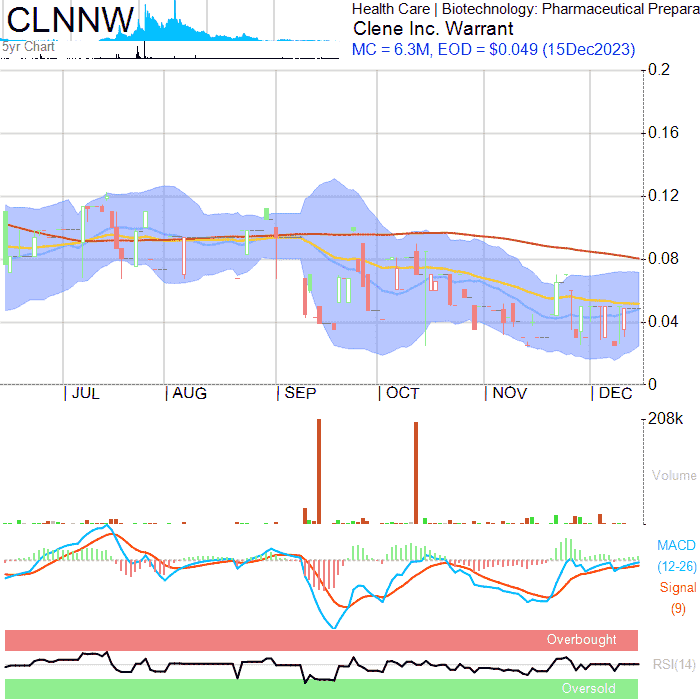 CLNNW
5yr Chart
Health Care | Biotechnology: Pharmaceutical Prepara
Clene Inc. Warrant
MC = 6.3M, EOD = $0.049 (15Dec2023)
0.2
0.16
0.12
0.08
0.04
0
JUL AUG SEP OCT NOV DEC
208k
Volume
MACD
(12-26)
Signal
(9)
Overbought
RSI(14)
Oversold